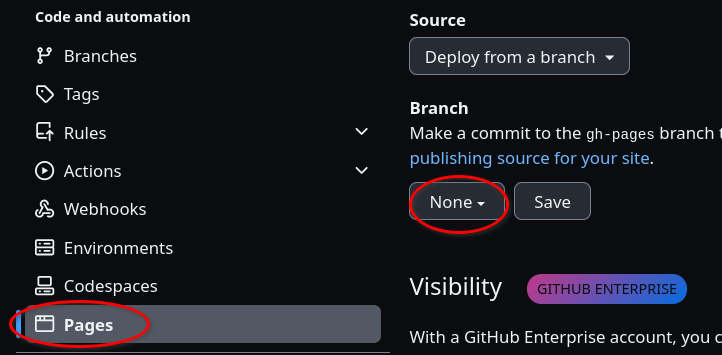 Code and automation
Branches
Tags
Rules
Actions
Webhooks
Environments
Codespaces
Pages
Source
Deploy from a branch
Branch
Make a commit to the gh-pages branch
publishing source for your site.
None
Save
Visibility
GITHUB ENTERPRISE
With a GitHub Enterprise account, you